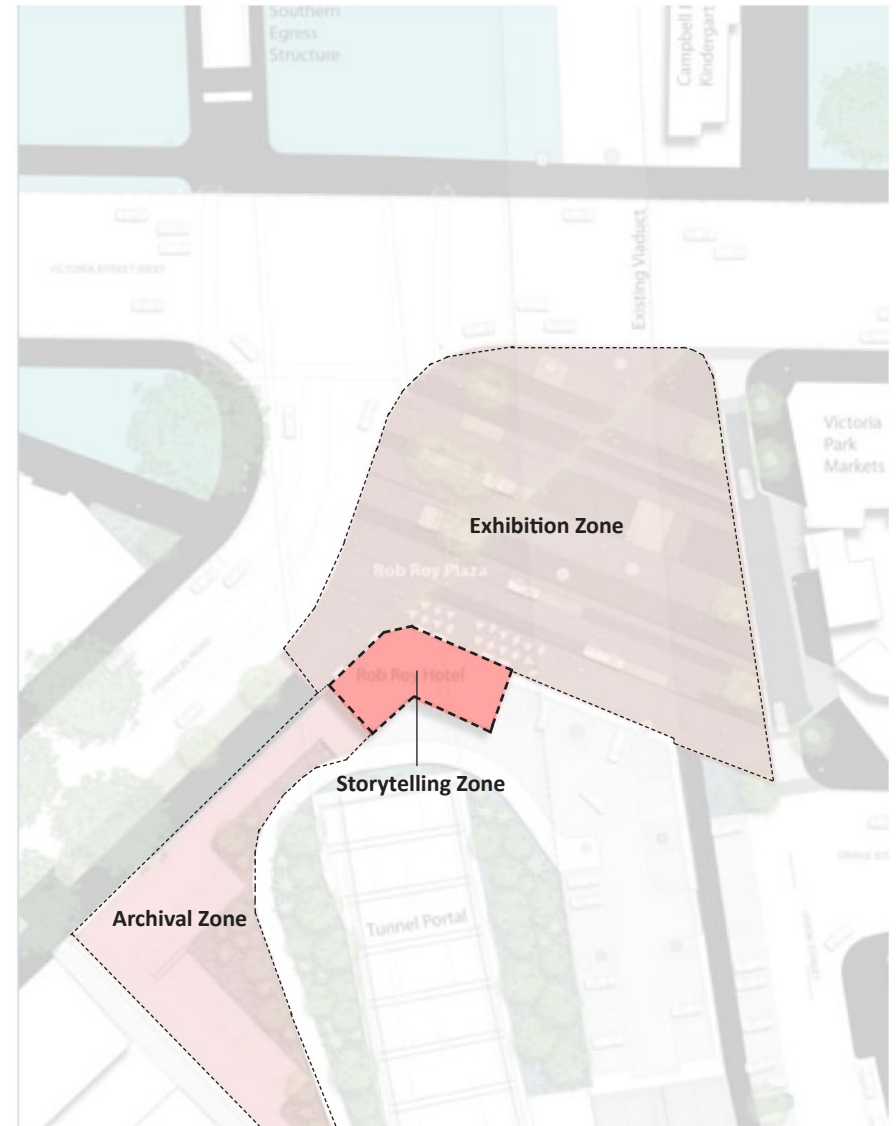 Southern
Egress
Structure
Campbell
Kindergart
VICTORIA STREET WEST
Existing Viaduct
Victoria
Park
Markets
Exhibition Zone
Rob Roy Plaza
Rob Roy Hotel
Storytelling Zone
Archival Zone
Tunnel Portal